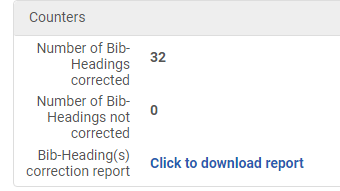 Counters
Number of Bib-
Headings
corrected
32
Number of Bib-
Headings not
corrected
0
Bib-Heading(s)
correction report
Click to download report